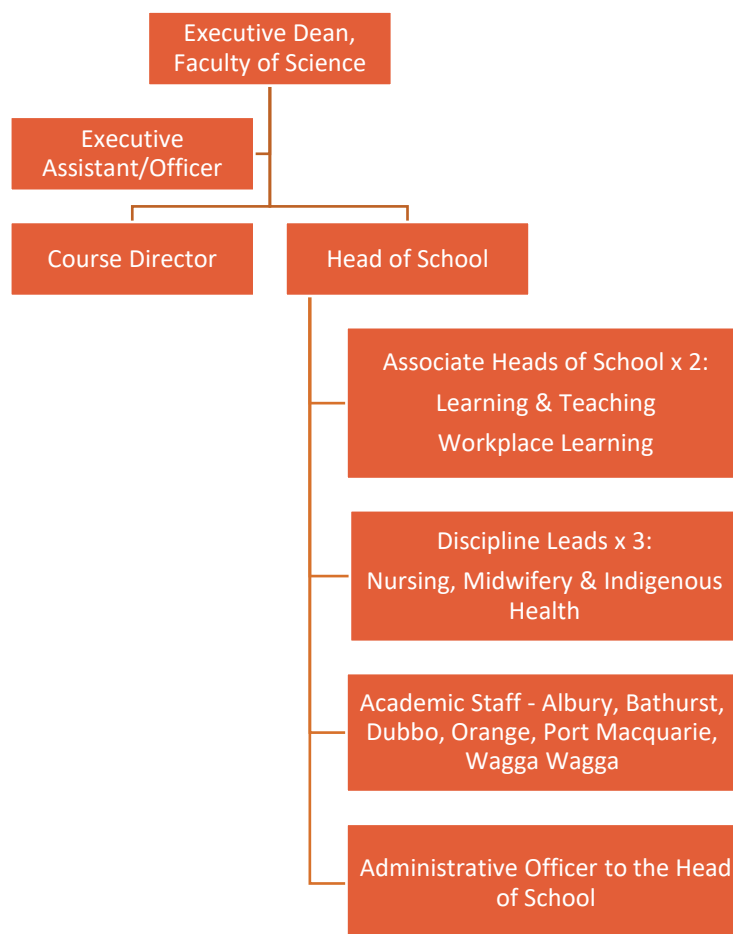 Executive Dean,
Faculty of Science
Executive
Assistant/Officer
Course Director
Head of School
Associate Heads of School x 2:
Learning & Teaching
Workplace Learning
Discipline Leads x 3:
Nursing, Midwifery & Indigenous
Health
Academic Staff - Albury, Bathurst,
Dubbo, Orange, Port Macquarie,
Wagga Wagga
Administrative Officer to the Head
of School